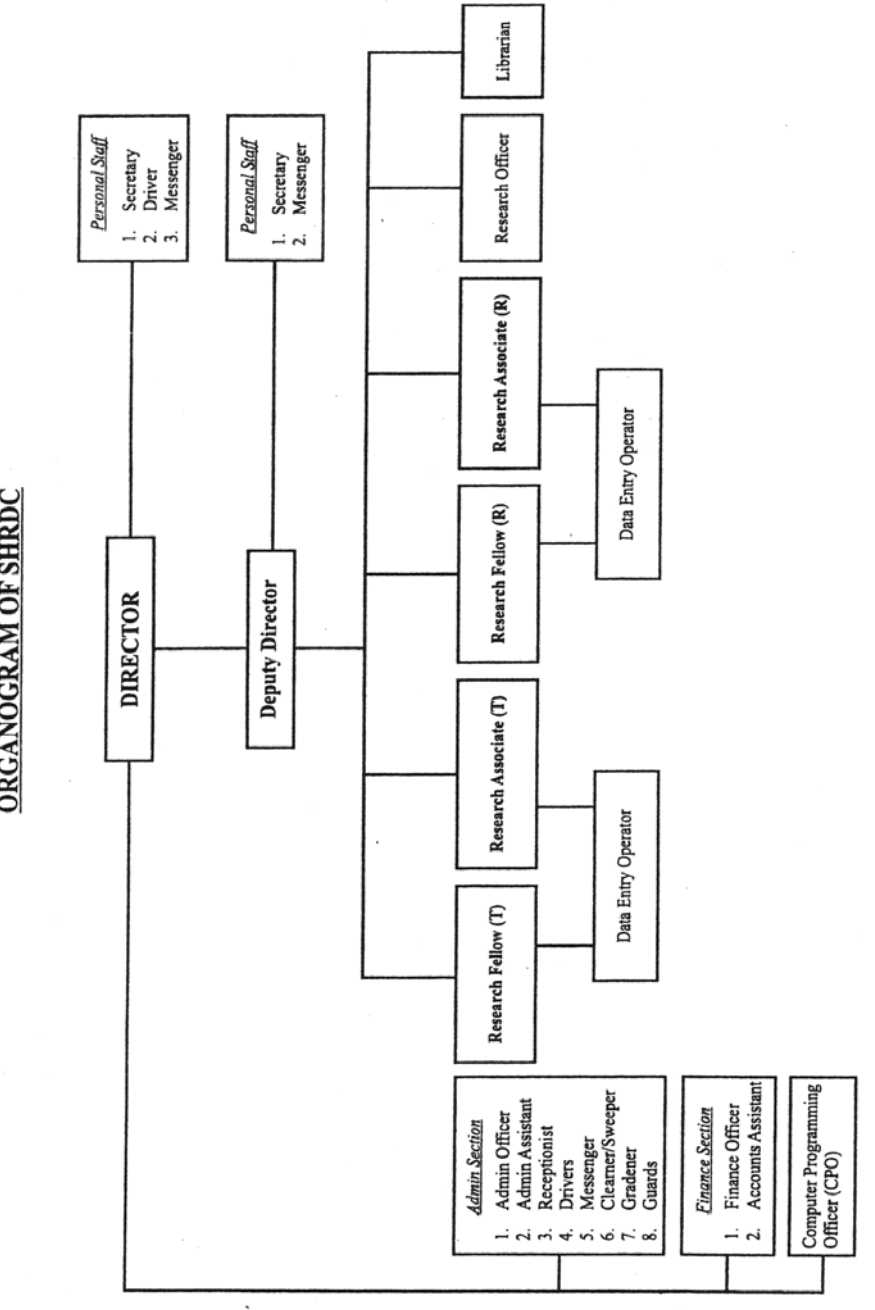 ORGANOGRAM OF SHRDC
DIRECTOR
Personal Staff
1. Secretary
2. Driver
3. Messenger
Deputy Director
Personal Staff
1. Secretary
2. Messenger
Admin Section
1. Admin Officer
2. Admin Assistant
3. Receptionist
4. Drivers
5. Messenger
6. Clearner/Sweeper
7. Gradener
8. Guards
Finance Section
1. Finance Officer
2. Accounts Assistant
Computer Programming
Officer (CPO)
Research Fellow (T)
Research Associate (T)
Research Fellow (R)
Research Associate (R)
Research Officer
Librarian
Data Entry Operator
Data Entry Operator